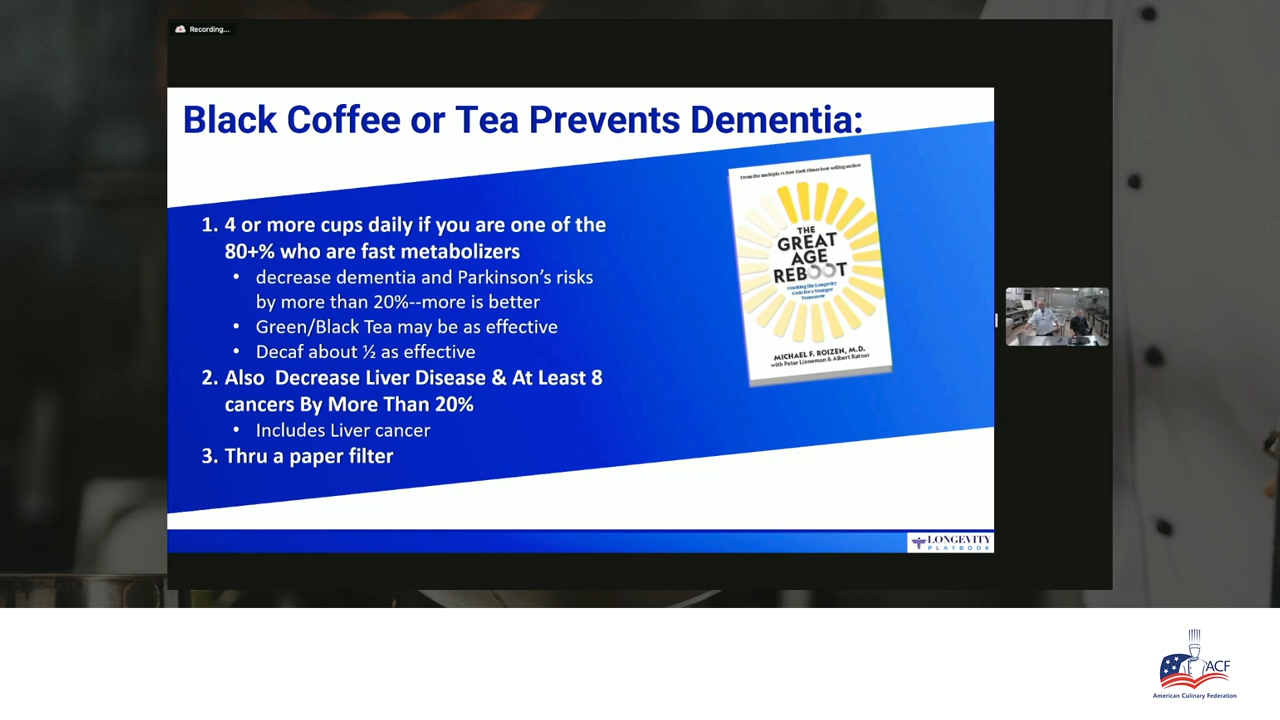 Recording...
Black Coffee or Tea Prevents Dementia:
1. 4 or more cups daily if you are one of the
80+% who are fast metabolizers
• decrease dementia and Parkinson's risks
by more than 20%--more is better
• Green/Black Tea may be as effective
• Decaf about ½ as effective
2. Also Decrease Liver Disease & At Least 8
cancers By More Than 20%
• Includes Liver cancer
3. Thru a paper filter
From the multiple #1 New York Times best-selling author
THE
GREAT
AGE
REBOOT
Cracking the Longevity
Code for a Younger
Tomorrow
MICHAEL F. ROIZEN, M.D.
with Peter Linneman & Albert Ratner
LONGEVITY
PLAYBOOK
ACF
American Culinary Federation